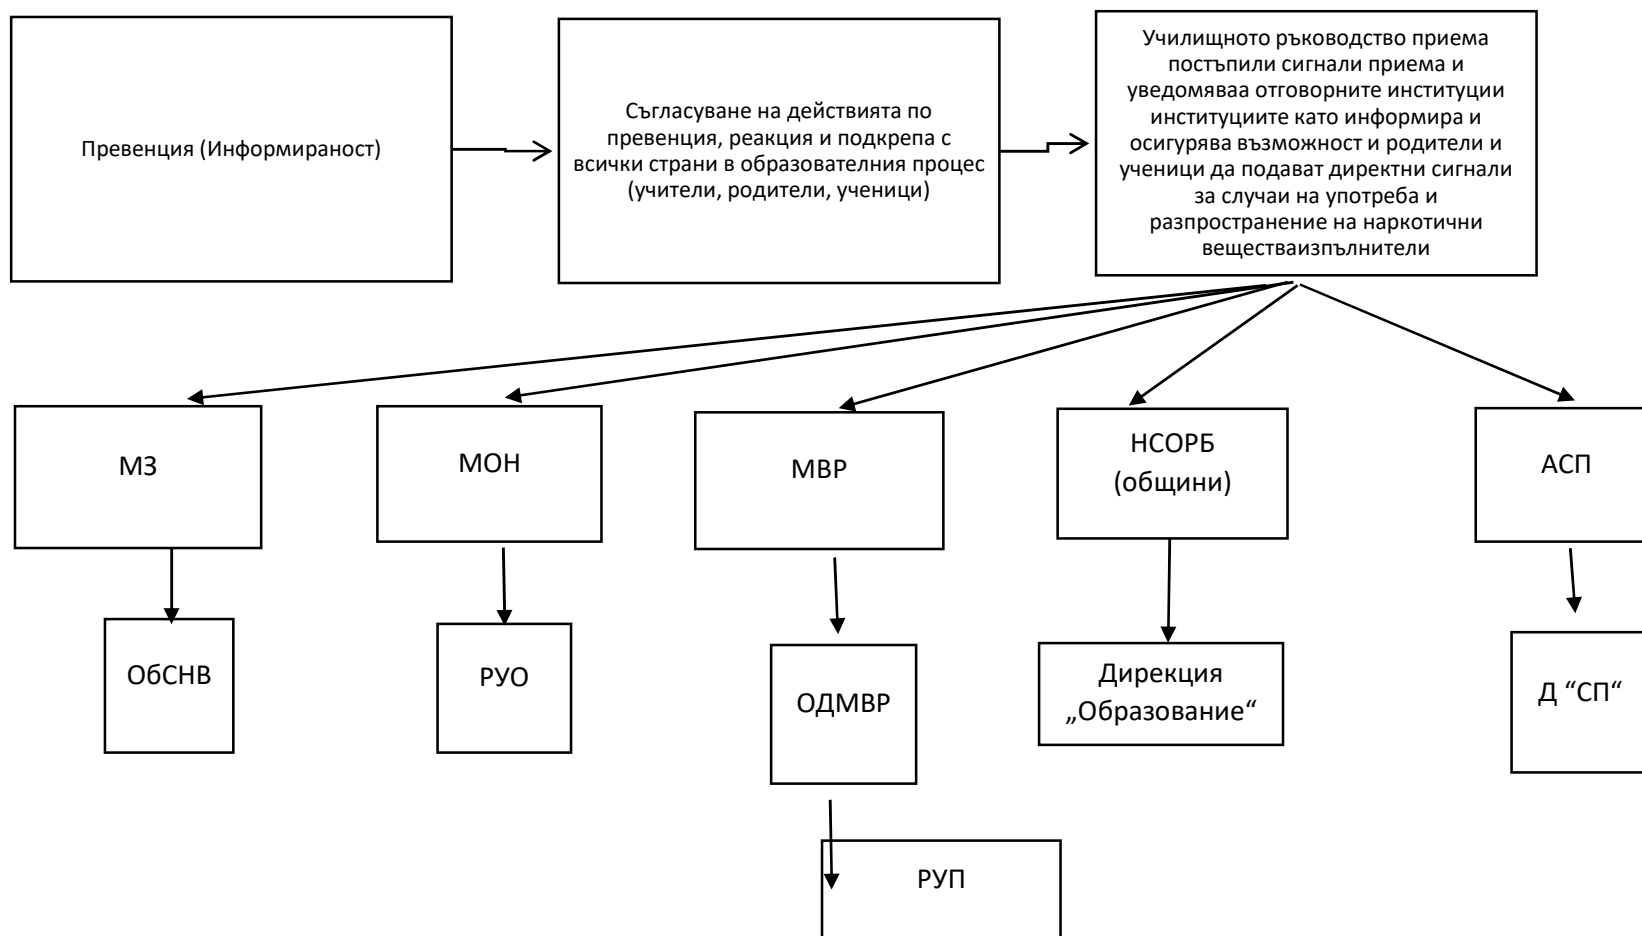 Превенция (Информираност)
Съгласуване на действията по
превенция, реакция и подкрепа с
всички страни в образователния процес
(учители, родители, ученици)
Училищното ръководство приема
постъпили сигнали приема и
уведомяваа отговорните институции
институциите като информира и
осигурява възможност и родители и
ученици да подават директни сигнали
за случаи на употреба и
разпространение на наркотични
веществаизпълнители
МЗ
МОН
МВР
НСОРБ
(общини)
АСП
ОбСНВ
РУО
ОДМВР
Дирекция
„Образование“
Д “СП“
РУП